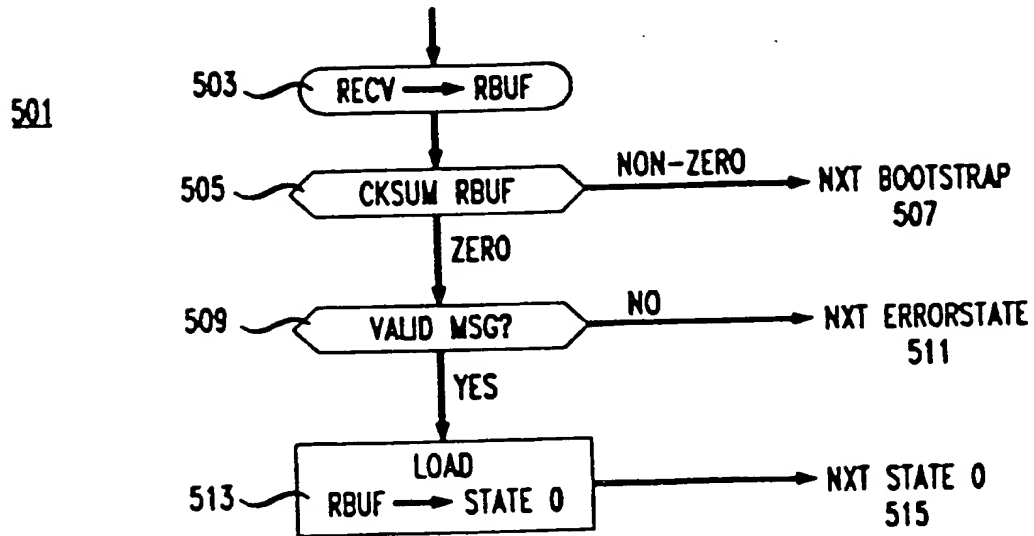 501
503 RECV → RBUF
505 CKSUM RBUF NON-ZERO NXT BOOTSTRAP
507
ZERO
509 VALID MSG? NO NXT ERRORSTATE
511
YES
LOAD
513 RBUF → STATE 0 NXT STATE 0
515